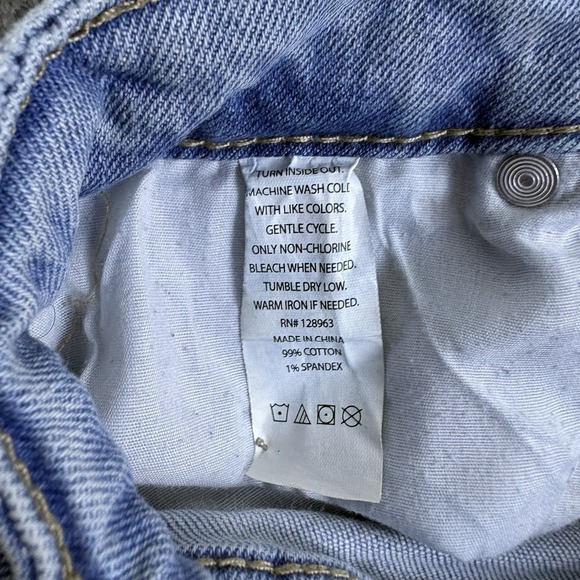 TURN INSIDE OUT.
MACHINE WASH COLD
WITH LIKE COLORS.
GENTLE CYCLE.
ONLY NON-CHLORINE
BLEACH WHEN NEEDED.
TUMBLE DRY LOW.
WARM IRON IF NEEDED.
RN# 128963
MADE IN CHINA
99% COTTON
1% SPANDEX